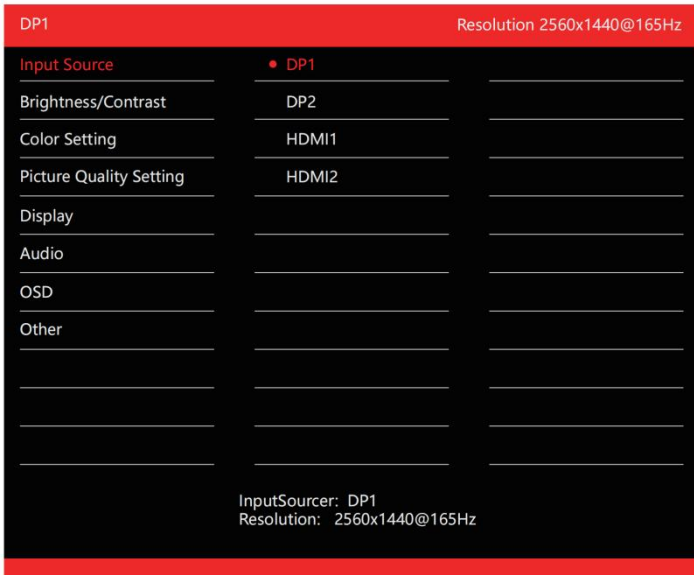 DP1 Resolution 2560x1440@165Hz
Input Source DP1
Brightness/Contrast DP2
Color Setting HDMI1
Picture Quality Setting HDMI2
Display
Audio
OSD
Other
InputSourcer: DP1
Resolution: 2560x1440@165Hz